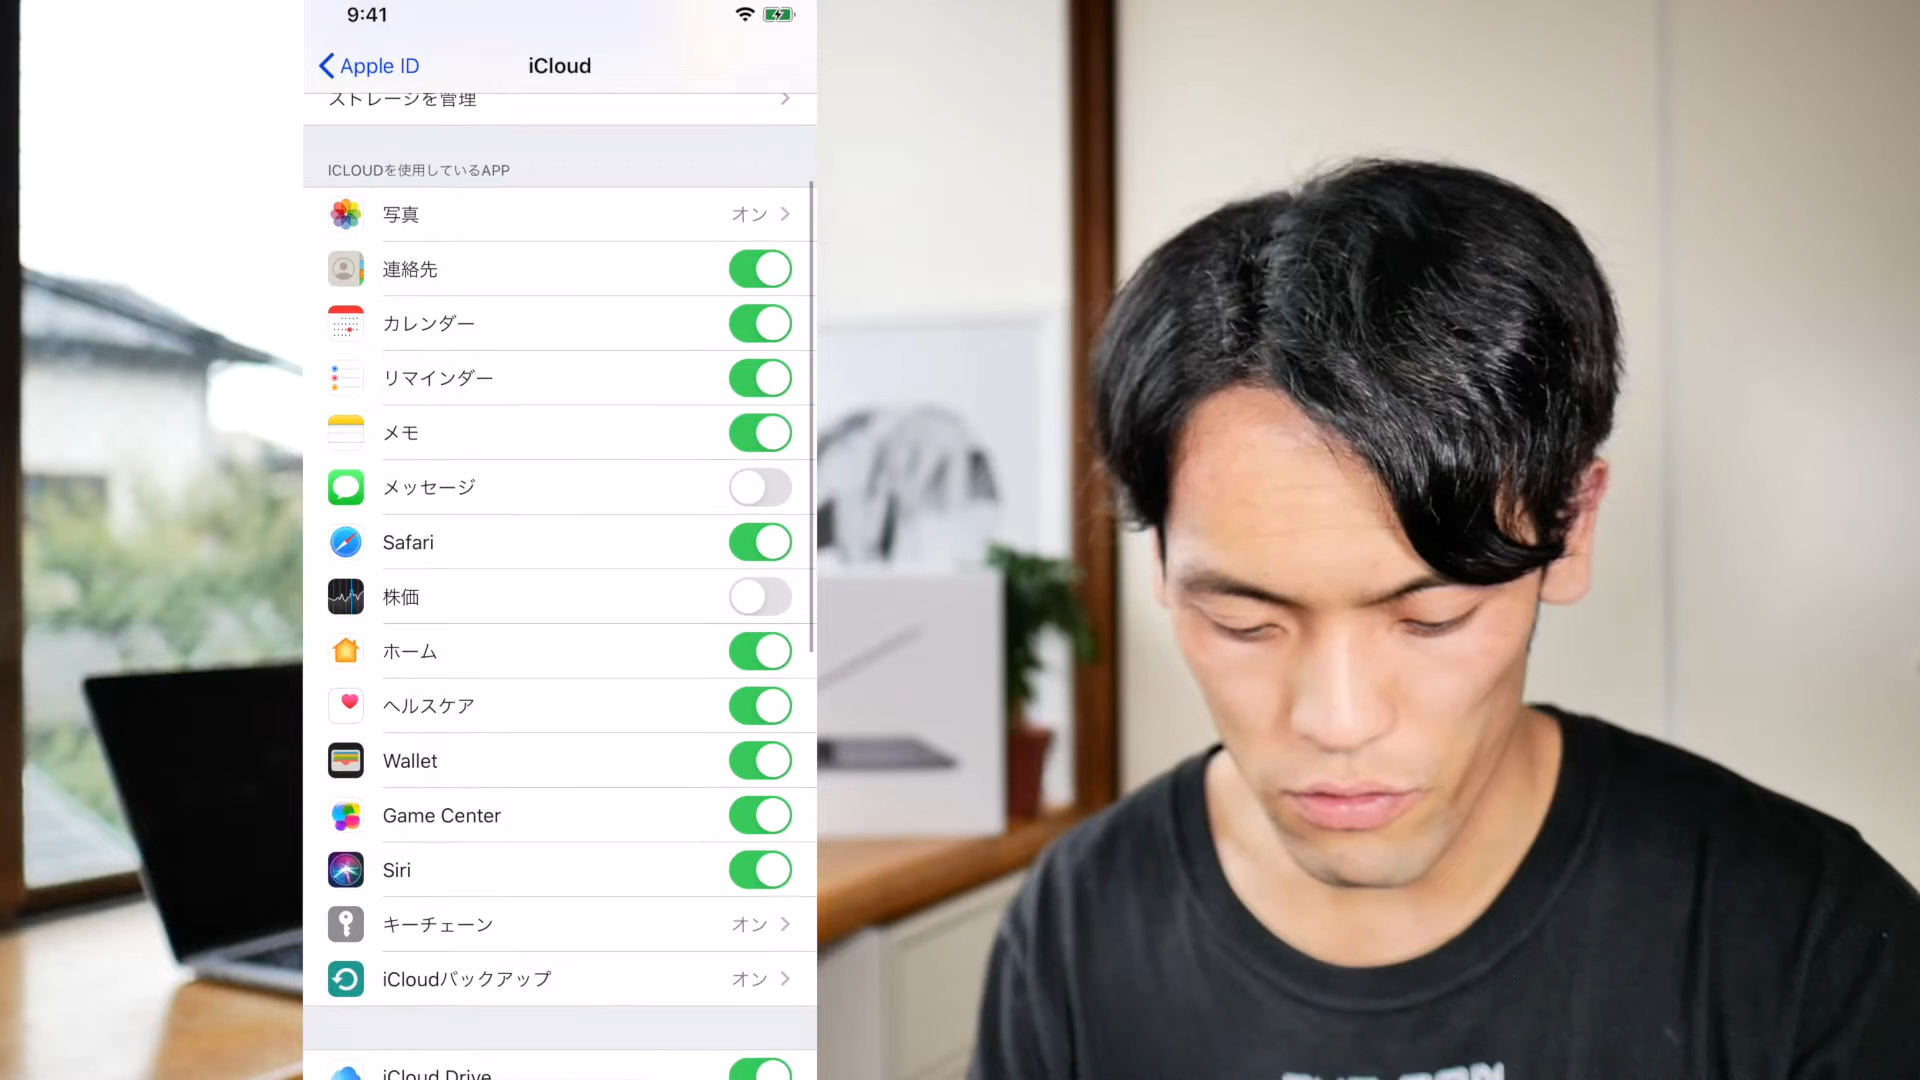 9:41
Apple ID
iCloud
ストレージを管理
ICLOUDを使用しているAPP
写真 オン
連絡先
カレンダー
リマインダー
メモ
メッセージ
Safari
株価
ホーム
ヘルスケア
Wallet
Game Center
Siri
キーチェーン オン
iCloudバックアップ オン
iCloud Drive